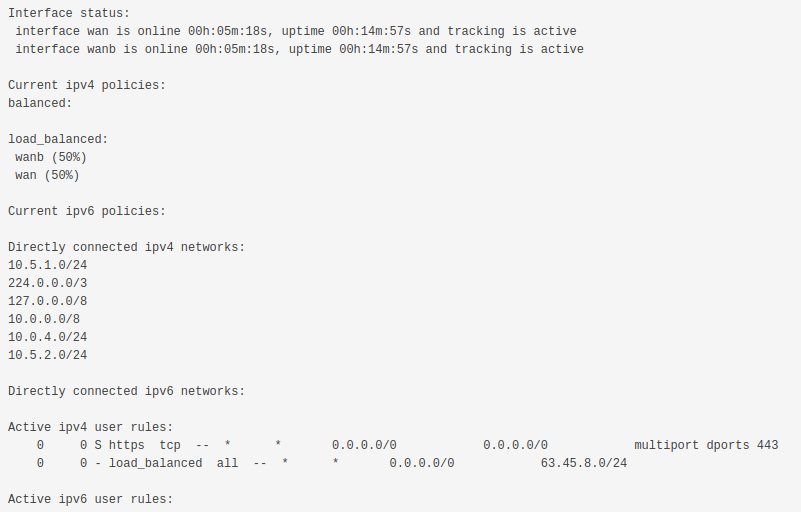 Interface status:
interface wan is online 00h:05m:18s, uptime 00h:14m:57s and tracking is active
interface wanb is online 00h:05m:18s, uptime 00h:14m:57s and tracking is active
Current ipv4 policies:
balanced:
load_balanced:
wanb (50%)
wan (50%)
Current ipv6 policies:
Directly connected ipv4 networks:
10.5.1.0/24
224.0.0.0/3
127.0.0.0/8
10.0.0.0/8
10.0.4.0/24
10.5.2.0/24
Directly connected ipv6 networks:
Active ipv4 user rules:
0     0 S https  tcp  --  *      *       0.0.0.0/0            0.0.0.0/0            multiport dports 443
0     0 - load_balanced  all  --  *      *       0.0.0.0/0            63.45.8.0/24
Active ipv6 user rules: